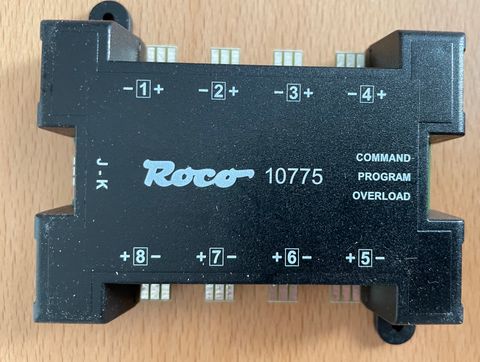 -1+ -2+ -3+ -4+
J-K
Roco 10775
COMMAND
PROGRAM
OVERLOAD
+8- +7- +6- +5-